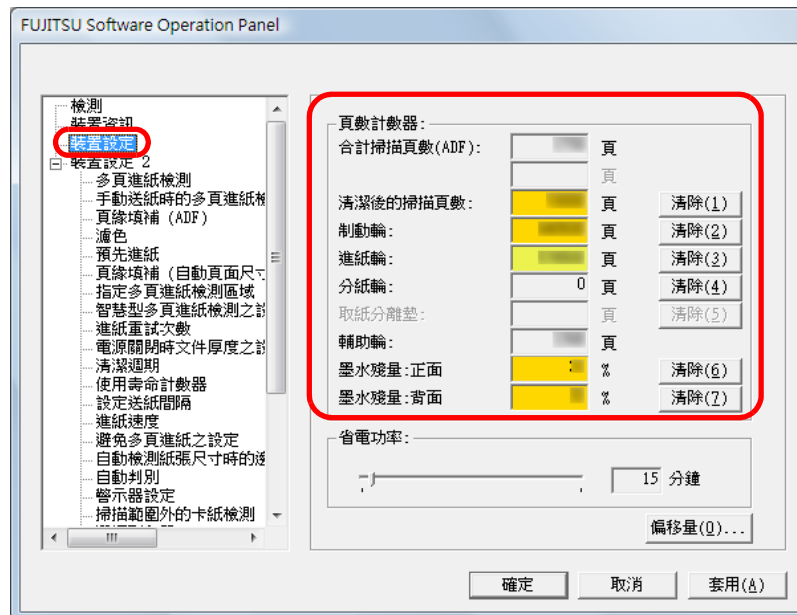 FUJITSU Software Operation Panel
檢測
裝置資訊
裝置設定
裝置設定 2
多頁進紙檢測
手動送紙時的多頁進紙檢
頁緣填補 (ADF)
濾色
預先進紙
頁緣填補 (自動頁面尺寸
指定多頁進紙檢測區域
智慧型多頁進紙檢測之設
進紙重試次數
電源關閉時文件厚度之設
清潔週期
使用壽命計數器
設定送紙間隔
進紙速度
避免多頁進紙之設定
自動檢測紙張尺寸時的邊
自動判別
警示器設定
掃描範圍外的卡紙檢測
頁數計數器:
合計掃描頁數(ADF): 頁
頁
清潔後的掃描頁數: 頁 清除(1)
制動輪: 頁 清除(2)
進紙輪: 頁 清除(3)
分紙輪: 0 頁 清除(4)
取紙分離墊: 頁 清除(5)
輔助輪: 頁
墨水殘量:正面 % 清除(6)
墨水殘量:背面 % 清除(7)
省電功率:
15 分鐘
偏移量(O)...
確定 取消 套用(A)